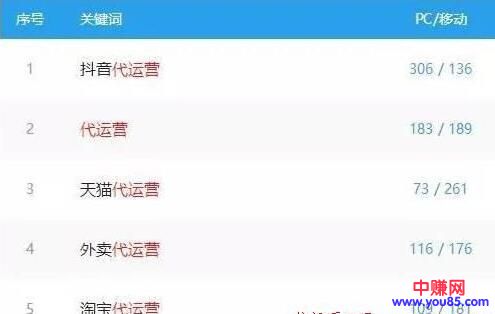 序号 关键词 PC/移动
1 抖音代运营 306 / 136
2 代运营 183 / 189
3 天猫代运营 73 / 261
4 外卖代运营 116 / 176
5 淘宝代运营 109 / 181
中赚网
www.you85.com